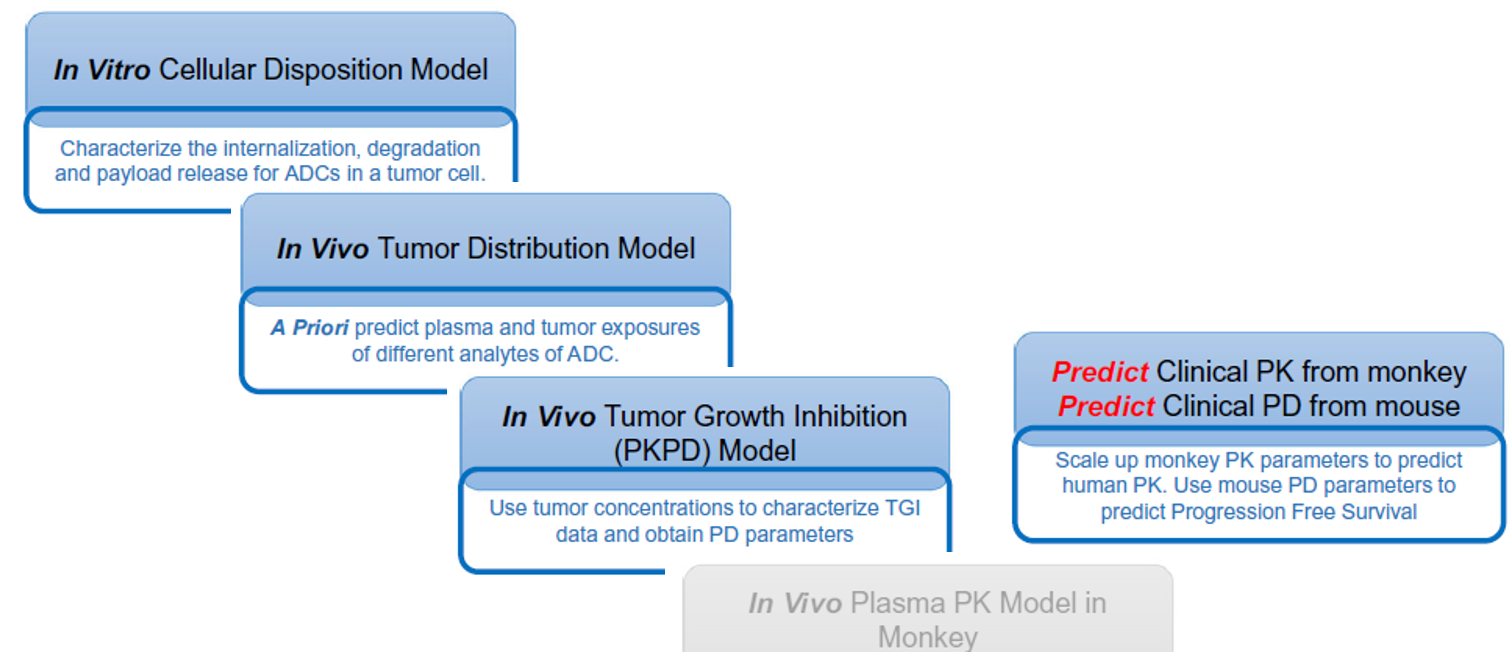 In Vitro Cellular Disposition Model
Characterize the internalization, degradation
and payload release for ADCs in a tumor cell.
In Vivo Tumor Distribution Model
A Priori predict plasma and tumor exposures
of different analytes of ADC.
In Vivo Tumor Growth Inhibition
(PKPD) Model
Use tumor concentrations to characterize TGI
data and obtain PD parameters
In Vivo Plasma PK Model in
Monkey
Predict Clinical PK from monkey
Predict Clinical PD from mouse
Scale up monkey PK parameters to predict
human PK. Use mouse PD parameters to
predict Progression Free Survival